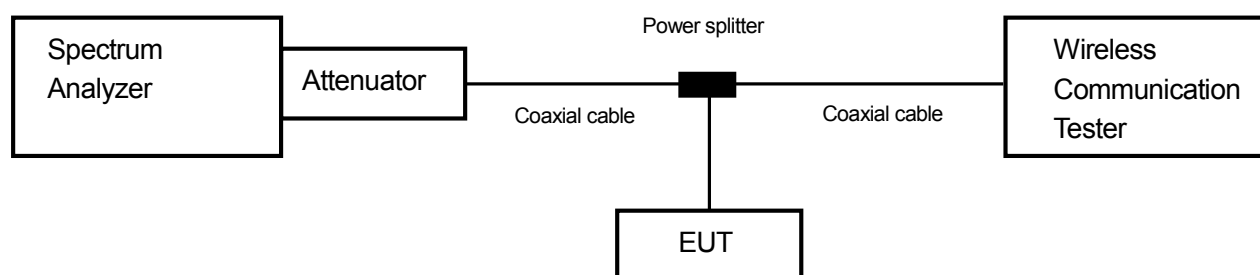 Power splitter
Spectrum
Analyzer
Attenuator
Wireless
Communication
Tester
Coaxial cable
Coaxial cable
EUT